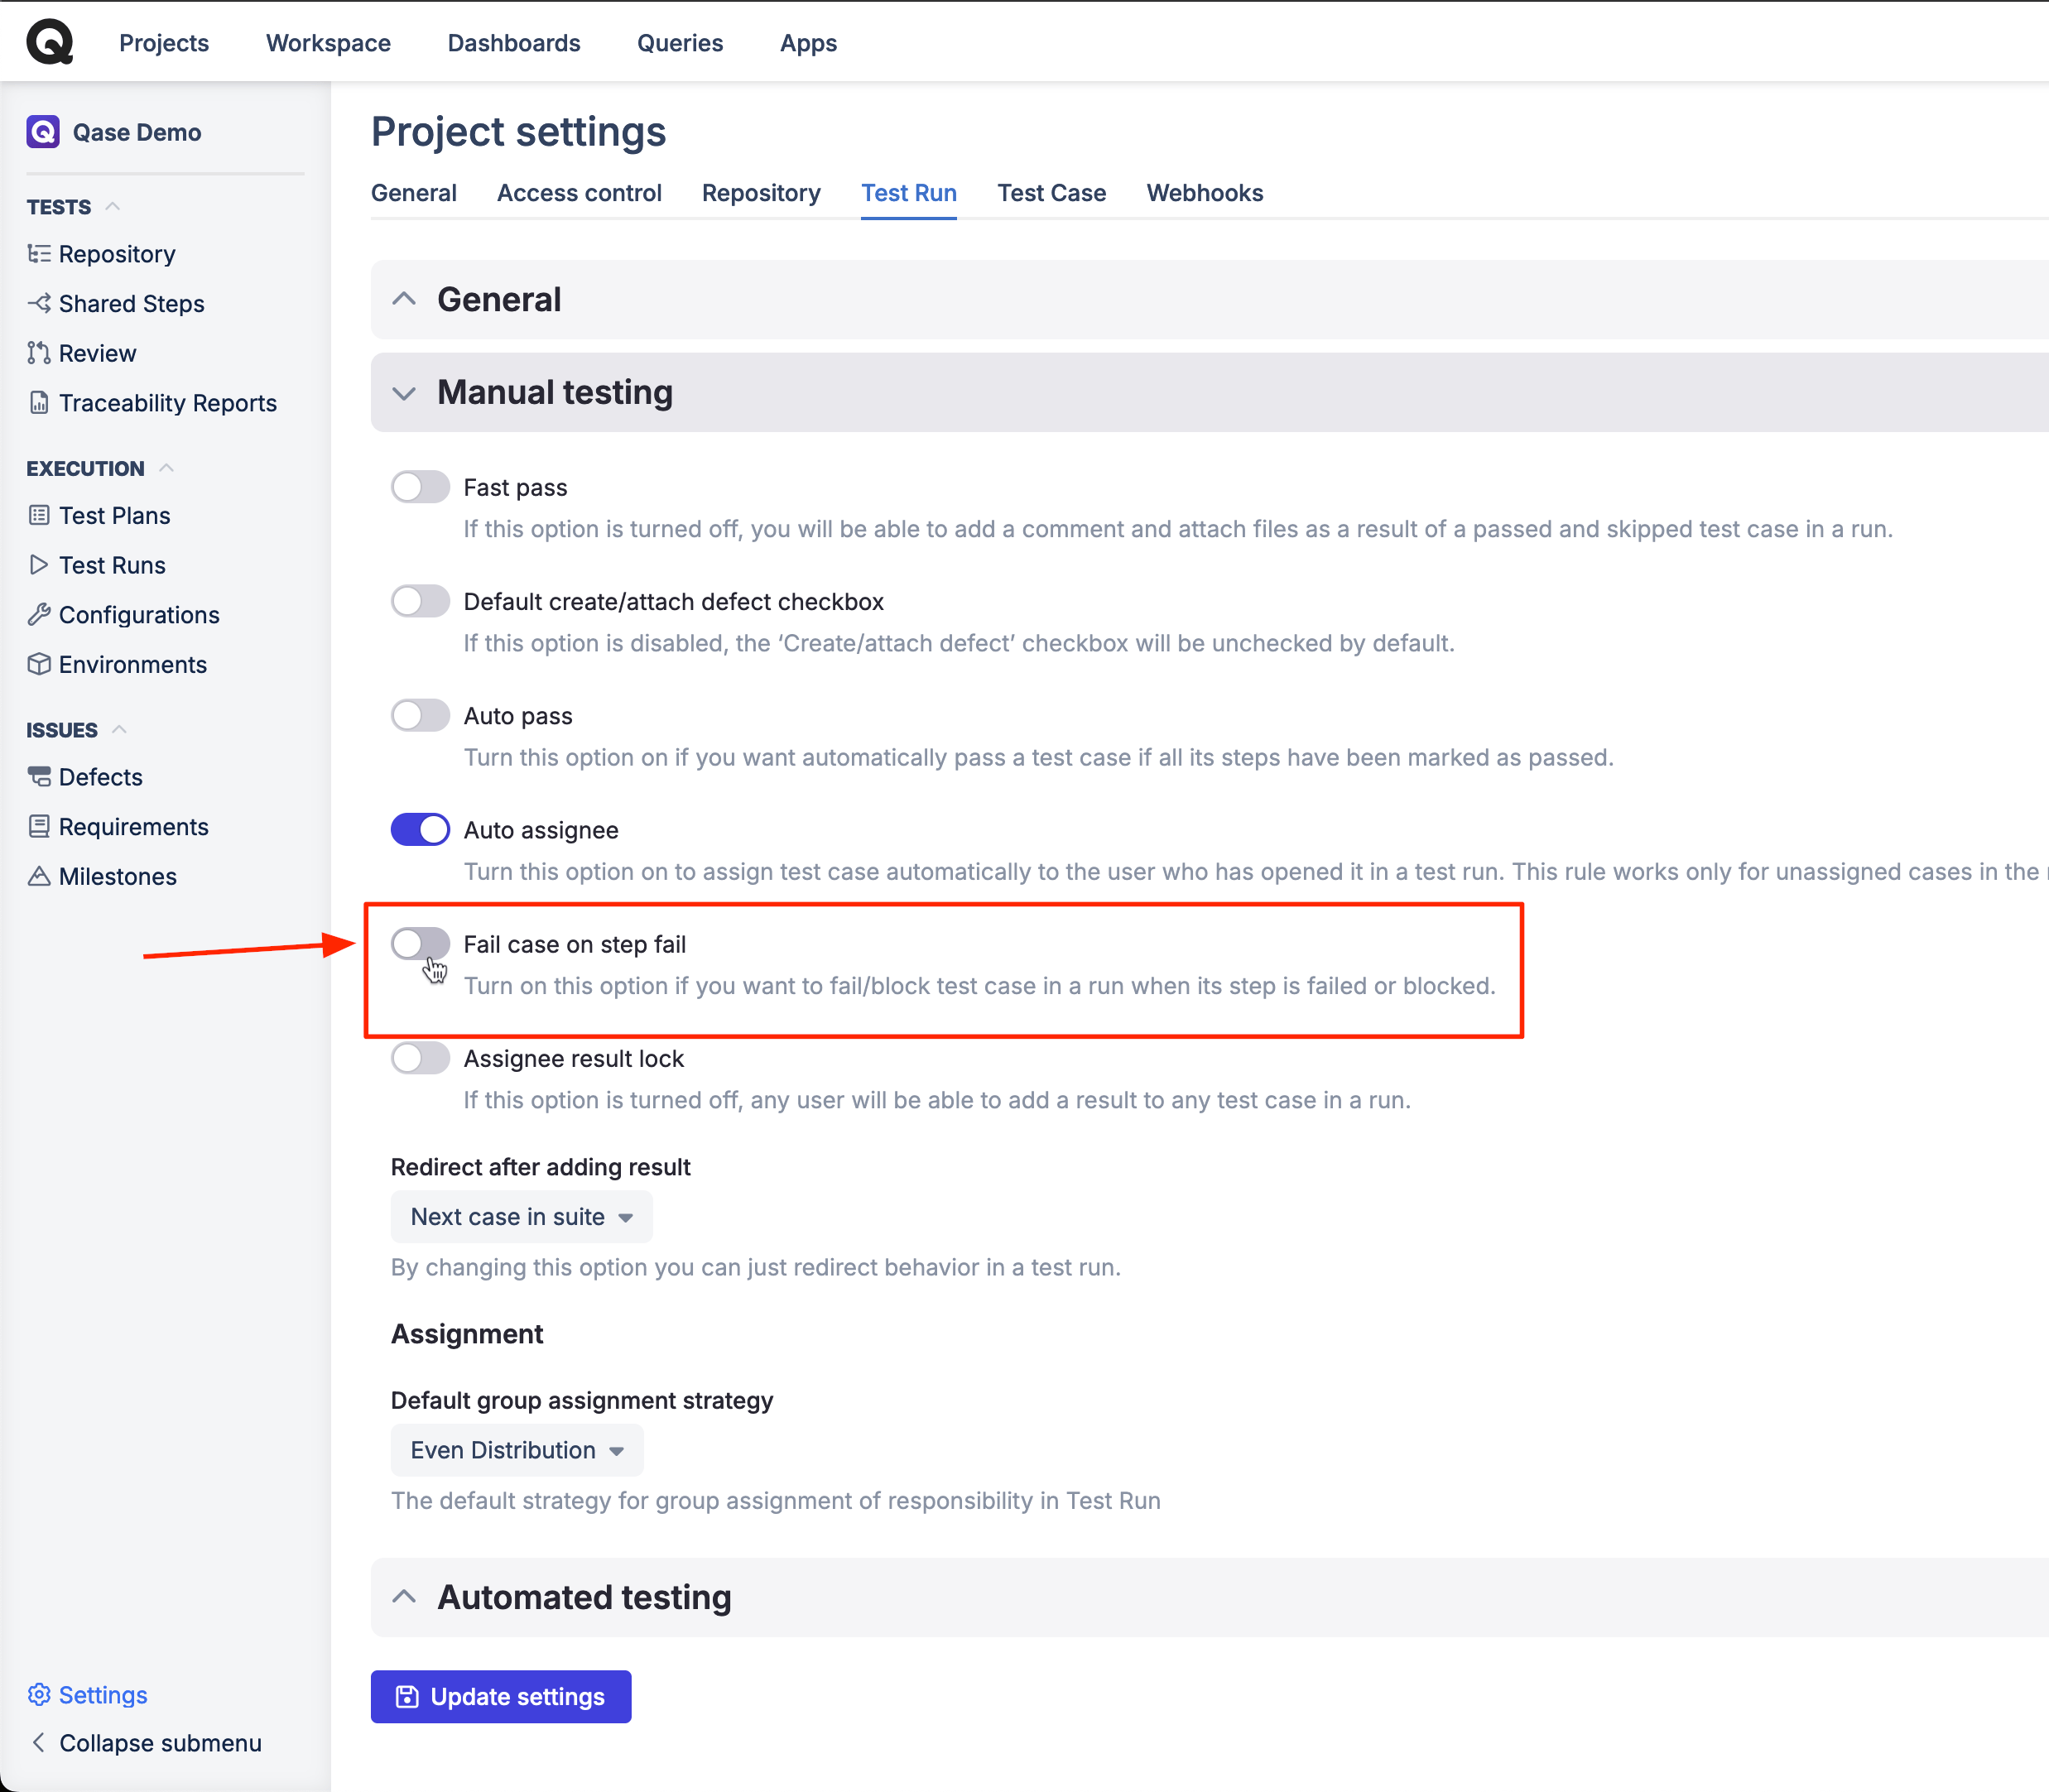 Projects Workspace Dashboards Queries Apps
Qase Demo
TESTS
Repository
Shared Steps
Review
Traceability Reports
EXECUTION
Test Plans
Test Runs
Configurations
Environments
ISSUES
Defects
Requirements
Milestones
Settings
Collapse submenu
Project settings
General Access control Repository Test Run Test Case Webhooks
General
Manual testing
Fast pass
If this option is turned off, you will be able to add a comment and attach files as a result of a passed and skipped test case in a run.
Default create/attach defect checkbox
If this option is disabled, the ‘Create/attach defect’ checkbox will be unchecked by default.
Auto pass
Turn this option on if you want automatically pass a test case if all its steps have been marked as passed.
Auto assignee
Turn this option on to assign test case automatically to the user who has opened it in a test run. This rule works only for unassigned cases in the
Fail case on step fail
Turn on this option if you want to fail/block test case in a run when its step is failed or blocked.
Assignee result lock
If this option is turned off, any user will be able to add a result to any test case in a run.
Redirect after adding result
Next case in suite
By changing this option you can just redirect behavior in a test run.
Assignment
Default group assignment strategy
Even Distribution
The default strategy for group assignment of responsibility in Test Run
Automated testing
Update settings